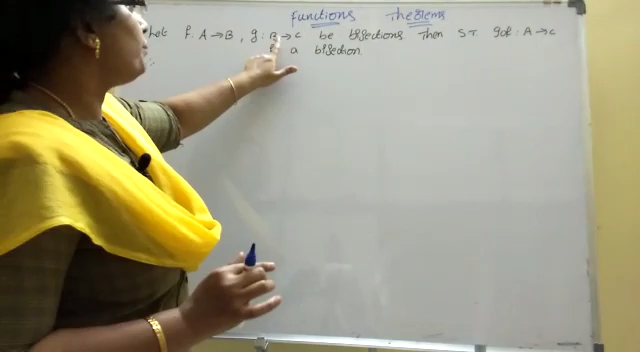 Functions Theorems
Let f: A→B, g: B→C be bijections Then S T gof: A→C
a bijection